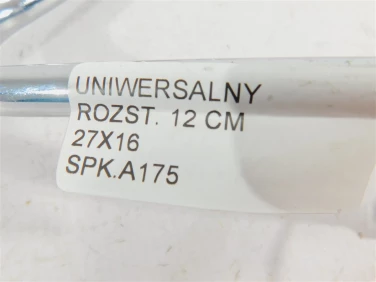 UNIWERSALNY
ROZST. 12 CM
27X16
SPK.A175